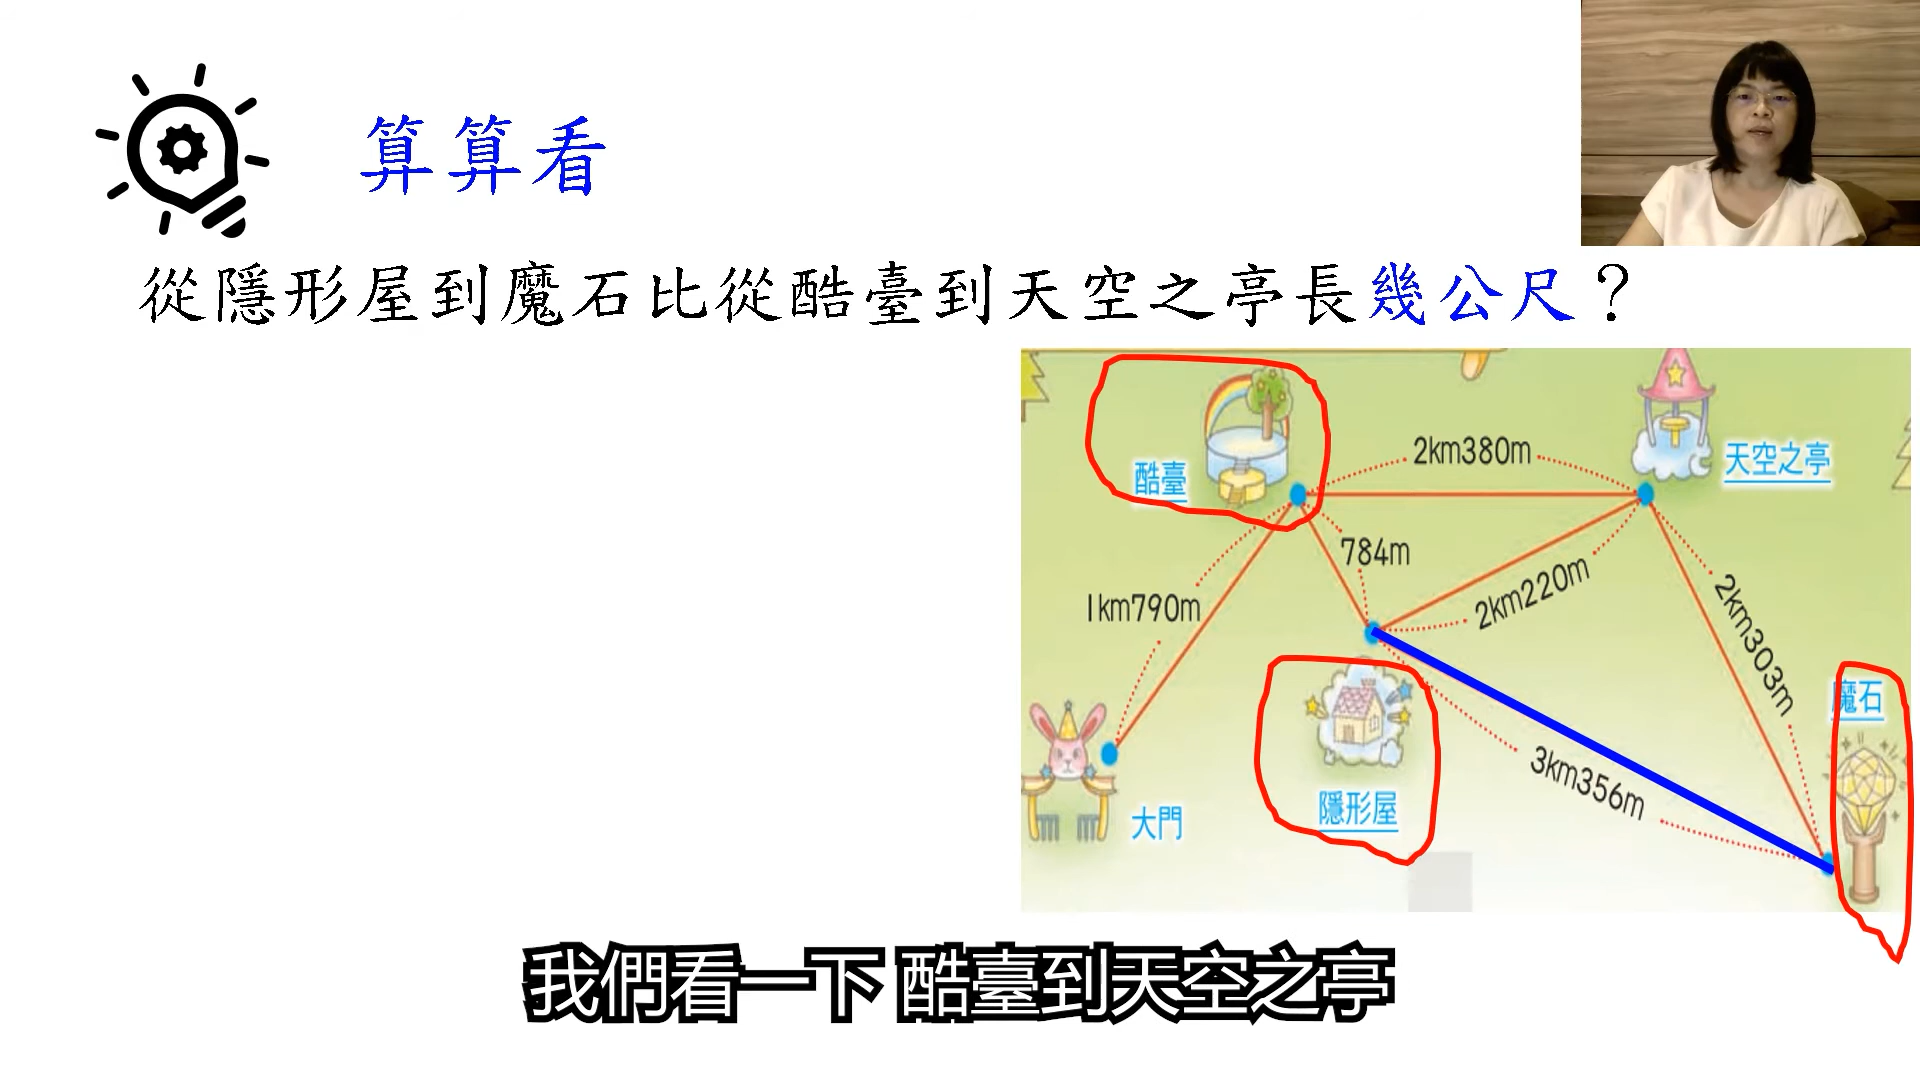 算算看
從隱形屋到魔石比從酷臺到天空之亭長幾公尺？
2km380m
天空之亭
酷臺
784m
1km790m
2km220m
2km303m
魔石
3km356m
隱形屋
大門
我們看一下 酷臺到天空之亭